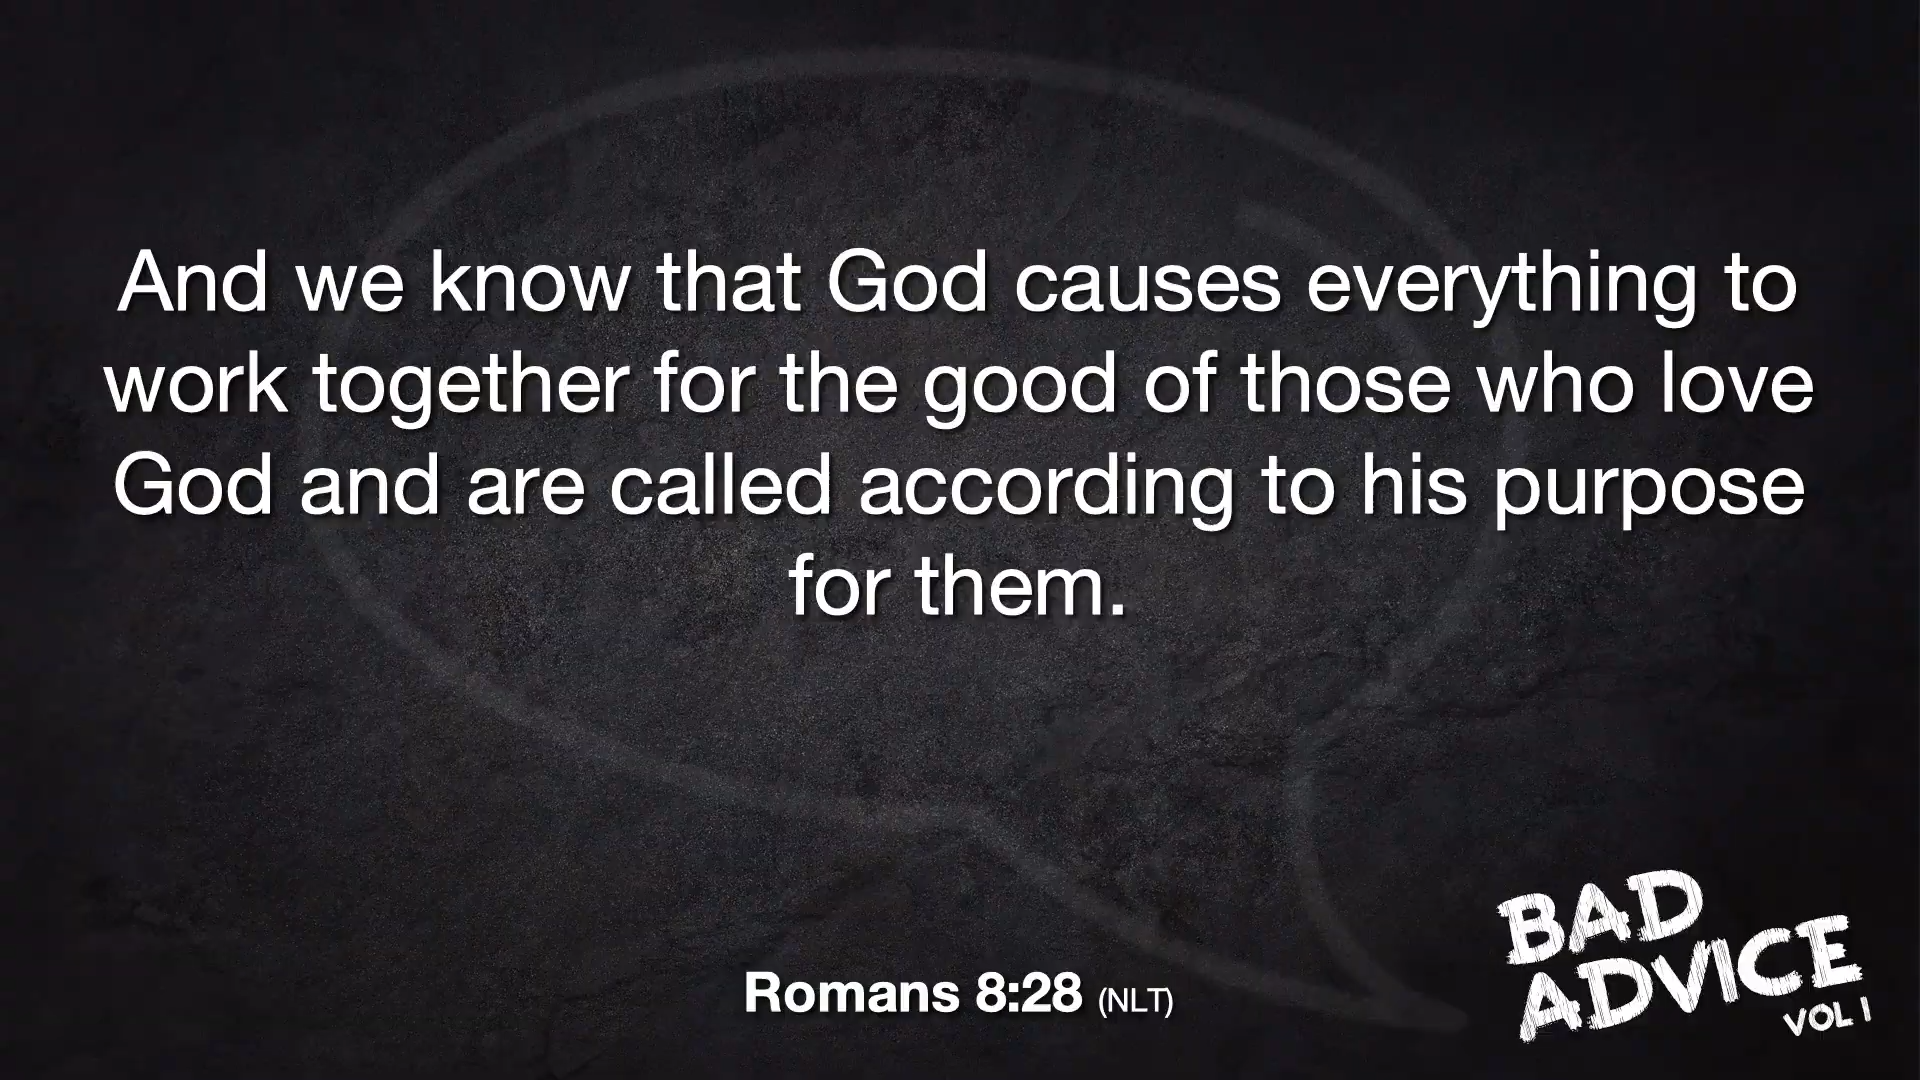 And we know that God causes everything to
work together for the good of those who love
God and are called according to his purpose
for them.
Romans 8:28 (NLT)
BAD
ADVICE
VOL I